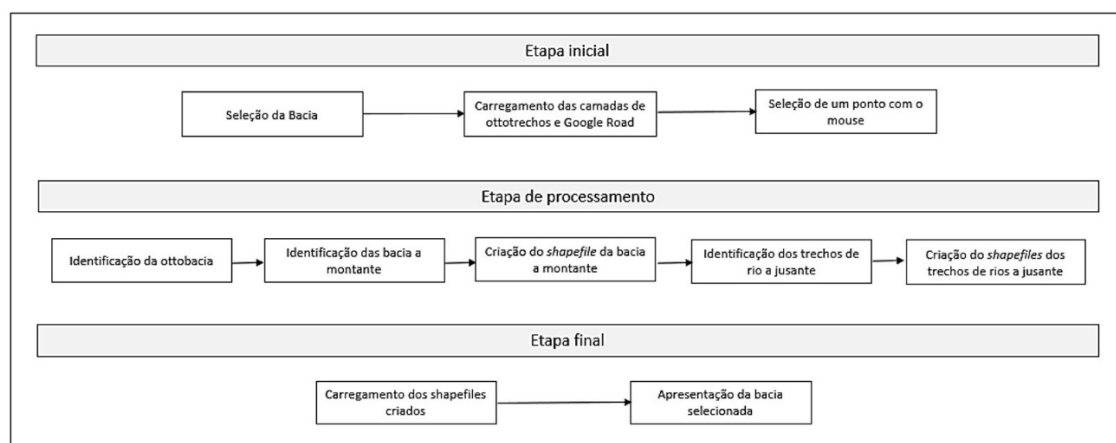 Etapa inicial
Seleção da Bacia
Carregamento das camadas de
ottotrechos e Google Road
Seleção de um ponto com o
mouse
Etapa de processamento
Identificação da ottobacia
Identificação das bacia a
montante
Criação do shapefile da bacia
a montante
Identificação dos trechos de
rio a jusante
Criação do shapefiles dos
trechos de rios a jusante
Etapa final
Carregamento dos shapefiles
criados
Apresentação da bacia
selecionada